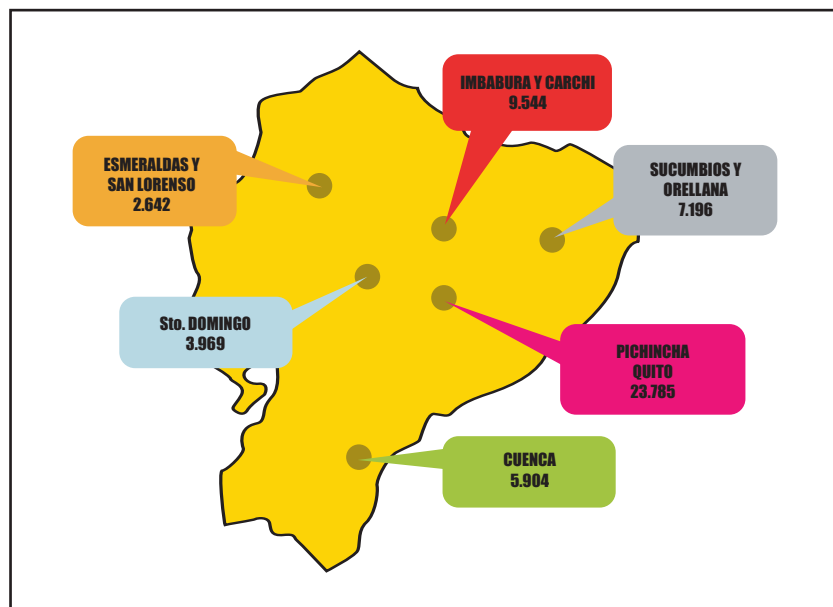 IMBABURA Y CARCHI
9.544
ESMERALDAS Y
SAN LORENSO
2.642
SUCUMBIOS Y
ORELLANA
7.196
Sto. DOMINGO
3.969
PICHINCHA
QUITO
23.785
CUENCA
5.904